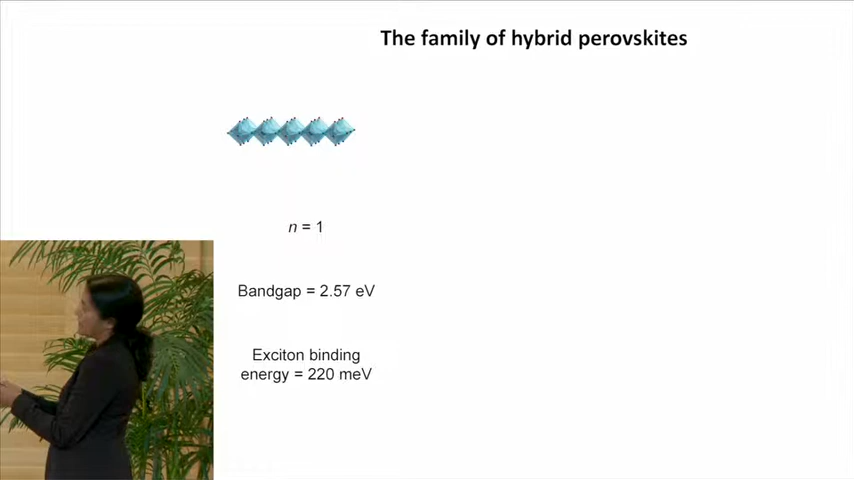 The family of hybrid perovskites
n = 1
Bandgap = 2.57 eV
Exciton binding
energy = 220 meV